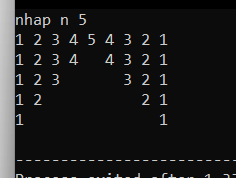 nhap n 5
1 2 3 4 5 4 3 2 1
1 2 3 4   4 3 2 1
1 2 3       3 2 1
1 2           2 1
1               1
--------------------------------